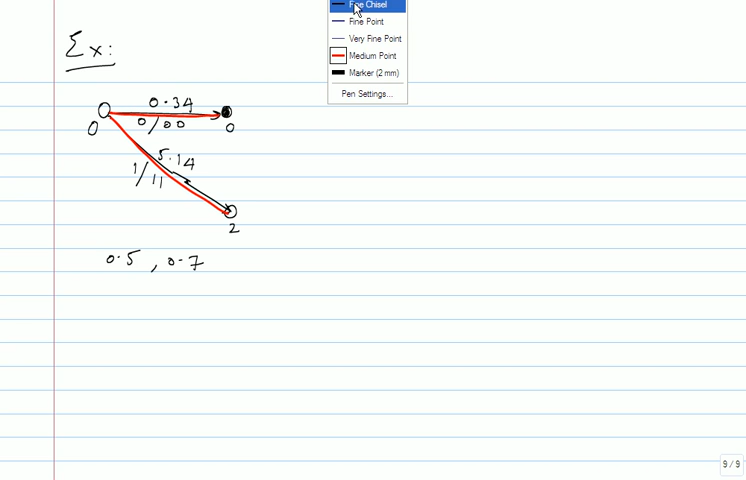 Fine Chisel
Fine Point
Very Fine Point
Medium Point
Marker (2 mm)
Pen Settings...
Ex:
0.34
0/00
0
0
5.14
1/11
2
0.5 , 0.7
9 / 9